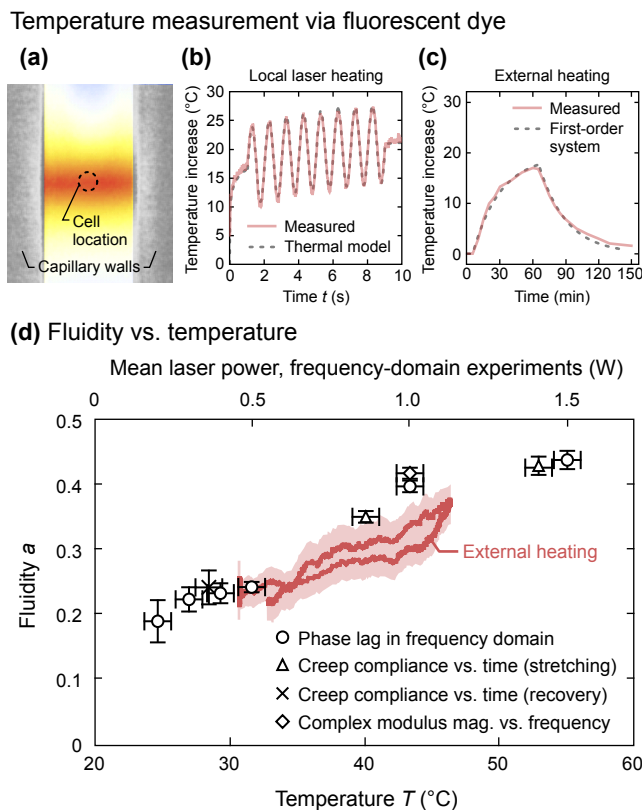 Temperature measurement via fluorescent dye
(a)
Cell
location
Capillary walls
(b)
Local laser heating
Temperature increase (°C)
30
20
10
0
Measured
Thermal model
0 2 4 6 8 10
Time t (s)
(c)
External heating
Temperature increase (°C)
30
20
10
0
Measured
First-order
system
0 30 60 90 120 150
Time (min)
(d) Fluidity vs. temperature
Mean laser power, frequency-domain experiments (W)
0 0.5 1.0 1.5
Fluidity a
0.5
0.4
0.3
0.2
0.1
0
External heating
Phase lag in frequency domain
Creep compliance vs. time (stretching)
Creep compliance vs. time (recovery)
Complex modulus mag. vs. frequency
20 30 40 50 60
Temperature T (°C)